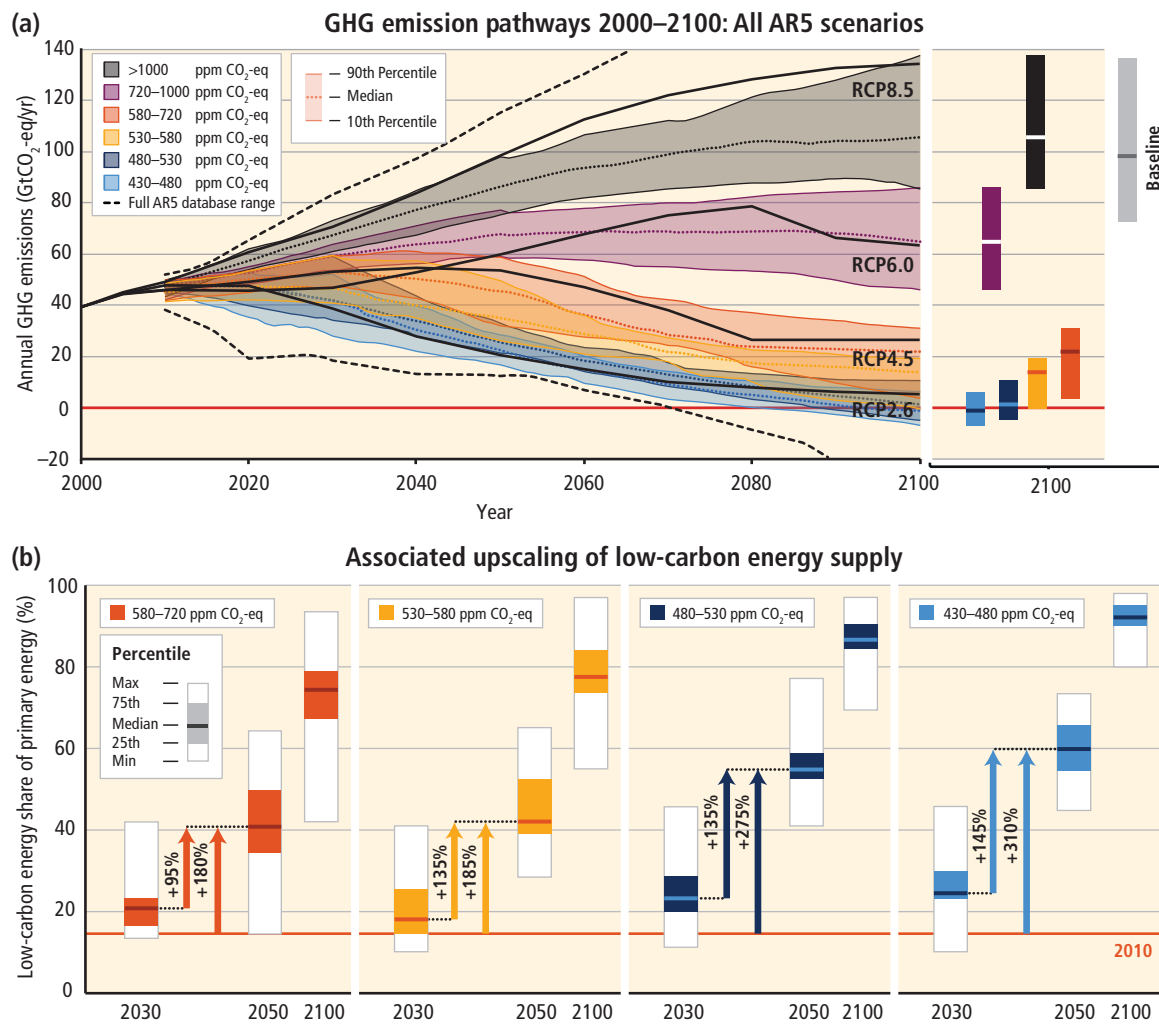 (a)
GHG emission pathways 2000–2100: All AR5 scenarios
Annual GHG emissions (GtCO2-eq/yr)
140
120
100
80
60
40
20
0
–20
>1000 ppm CO2-eq
720–1000 ppm CO2-eq
580–720 ppm CO2-eq
530–580 ppm CO2-eq
480–530 ppm CO2-eq
430–480 ppm CO2-eq
Full AR5 database range
90th Percentile
Median
10th Percentile
RCP8.5
RCP6.0
RCP4.5
RCP2.6
Baseline
2000
2020
2040
2060
2080
2100
2100
Year
(b)
Associated upscaling of low-carbon energy supply
Low-carbon energy share of primary energy (%)
100
80
60
40
20
0
580–720 ppm CO2-eq
Percentile
Max
75th
Median
25th
Min
+95%
+180%
2030
2050
2100
530–580 ppm CO2-eq
+135%
+185%
2030
2050
2100
480–530 ppm CO2-eq
+135%
+275%
2030
2050
2100
430–480 ppm CO2-eq
+145%
+310%
2010
2030
2050
2100